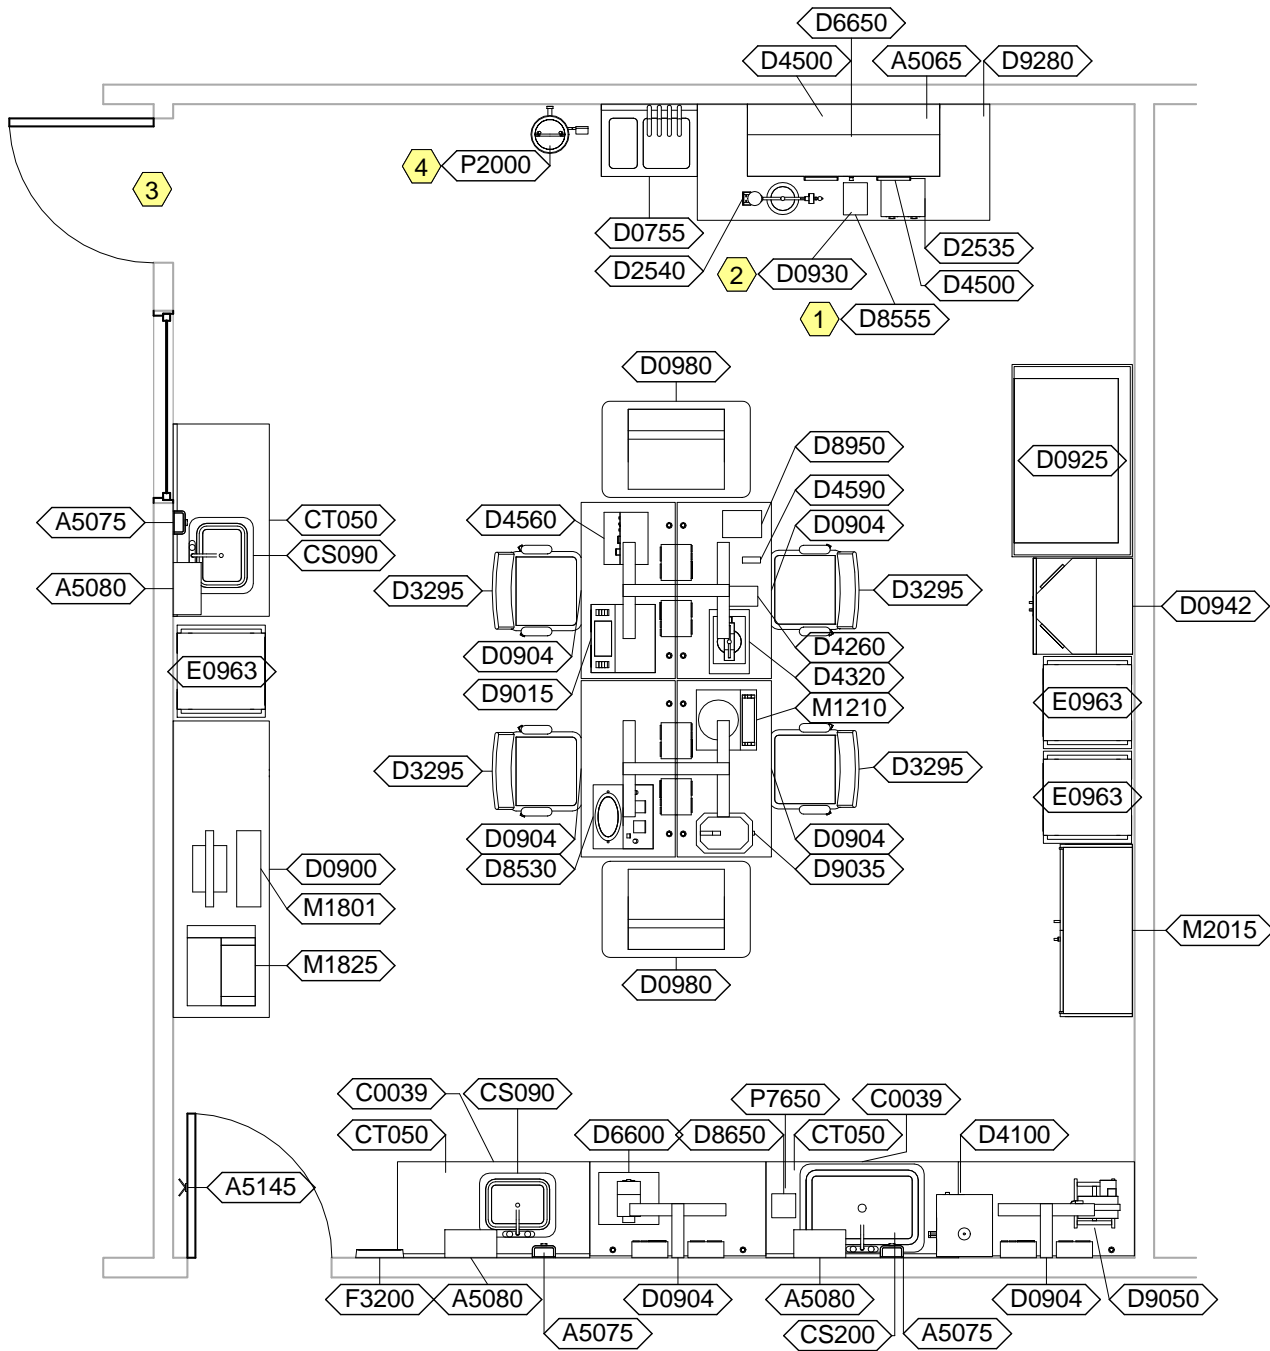 D6650
D4500 A5065 D9280
4 P2000
3
D0755 D2535
D2540 2 D0930 D4500
1 D8555
D0980
D8950
D0925
D4590
A5075 CT050 D4560 D0904
CS090
A5080 D3295 D3295 D0942
D0904 D4260
E0963 D4320
D9015 M1210 E0963
D3295 D3295
E0963
D0904 D0904
D0900 D8530 D9035
M1801
M2015
M1825
D0980
C0039 CS090 P7650 C0039
CT050 D6600 D8650 CT050 D4100
A5145
F3200 A5080 D0904 A5080 D0904 D9050
A5075 CS200 A5075